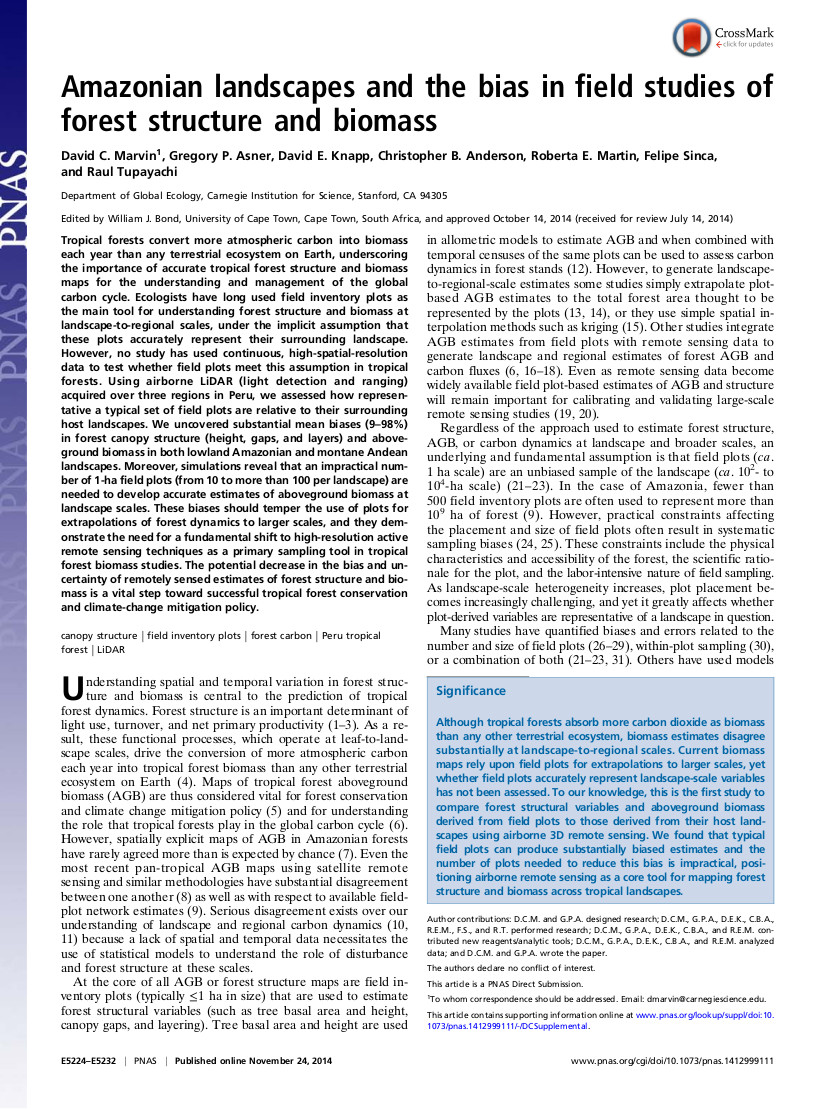 CrossMark
click for updates
Amazonian landscapes and the bias in field studies of
forest structure and biomass
David C. Marvin1, Gregory P. Asner, David E. Knapp, Christopher B. Anderson, Roberta E. Martin, Felipe Sinca,
and Raul Tupayachi
Department of Global Ecology, Carnegie Institution for Science, Stanford, CA 94305
Edited by William J. Bond, University of Cape Town, Cape Town, South Africa, and approved October 14, 2014 (received for review July 14, 2014)
Tropical forests convert more atmospheric carbon into biomass
each year than any terrestrial ecosystem on Earth, underscoring
the importance of accurate tropical forest structure and biomass
maps for the understanding and management of the global
carbon cycle. Ecologists have long used field inventory plots as
the main tool for understanding forest structure and biomass at
landscape-to-regional scales, under the implicit assumption that
these plots accurately represent their surrounding landscape.
However, no study has used continuous, high-spatial-resolution
data to test whether field plots meet this assumption in tropical
forests. Using airborne LiDAR (light detection and ranging)
acquired over three regions in Peru, we assessed how represen-
tative a typical set of field plots are relative to their surrounding
host landscapes. We uncovered substantial mean biases (9–98%)
in forest canopy structure (height, gaps, and layers) and above-
ground biomass in both lowland Amazonian and montane Andean
landscapes. Moreover, simulations reveal that an impractical num-
ber of 1-ha field plots (from 10 to more than 100 per landscape) are
needed to develop accurate estimates of aboveground biomass at
landscape scales. These biases should temper the use of plots for
extrapolations of forest dynamics to larger scales, and they dem-
onstrate the need for a fundamental shift to high-resolution active
remote sensing techniques as a primary sampling tool in tropical
forest biomass studies. The potential decrease in the bias and un-
certainty of remotely sensed estimates of forest structure and bio-
mass is a vital step toward successful tropical forest conservation
and climate-change mitigation policy.
canopy structure | field inventory plots | forest carbon | Peru tropical
forest | LiDAR
Understanding spatial and temporal variation in forest struc-
ture and biomass is central to the prediction of tropical
forest dynamics. Forest structure is an important determinant of
light use, turnover, and net primary productivity (1–3). As a re-
sult, these functional processes, which operate at leaf-to-land-
scape scales, drive the conversion of more atmospheric carbon
each year into tropical forest biomass than any other terrestrial
ecosystem on Earth (4). Maps of tropical forest aboveground
biomass (AGB) are thus considered vital for forest conservation
and climate change mitigation policy (5) and for understanding
the role that tropical forests play in the global carbon cycle (6).
However, spatially explicit maps of AGB in Amazonian forests
have rarely agreed more than is expected by chance (7). Even the
most recent pan-tropical AGB maps using satellite remote
sensing and similar methodologies have substantial disagreement
between one another (8) as well as with respect to available field-
plot network estimates (9). Serious disagreement exists over our
understanding of landscape and regional carbon dynamics (10,
11) because a lack of spatial and temporal data necessitates the
use of statistical models to understand the role of disturbance
and forest structure at these scales.
At the core of all AGB or forest structure maps are field in-
ventory plots (typically ≤1 ha in size) that are used to estimate
forest structural variables (such as tree basal area and height,
canopy gaps, and layering). Tree basal area and height are used
in allometric models to estimate AGB and when combined with
temporal censuses of the same plots can be used to assess carbon
dynamics in forest stands (12). However, to generate landscape-
to-regional-scale estimates some studies simply extrapolate plot-
based AGB estimates to the total forest area thought to be
represented by the plots (13, 14), or they use simple spatial in-
terpolation methods such as kriging (15). Other studies integrate
AGB estimates from field plots with remote sensing data to
generate landscape and regional estimates of forest AGB and
carbon fluxes (6, 16–18). Even as remote sensing data become
widely available field plot-based estimates of AGB and structure
will remain important for calibrating and validating large-scale
remote sensing studies (19, 20).
Regardless of the approach used to estimate forest structure,
AGB, or carbon dynamics at landscape and broader scales, an
underlying and fundamental assumption is that field plots (ca.
1 ha scale) are an unbiased sample of the landscape (ca. 10²- to
10⁴-ha scale) (21–23). In the case of Amazonia, fewer than
500 field inventory plots are often used to represent more than
10⁹ ha of forest (9). However, practical constraints affecting
the placement and size of field plots often result in systematic
sampling biases (24, 25). These constraints include the physical
characteristics and accessibility of the forest, the scientific ratio-
nale for the plot, and the labor-intensive nature of field sampling.
As landscape-scale heterogeneity increases, plot placement be-
comes increasingly challenging, and yet it greatly affects whether
plot-derived variables are representative of a landscape in question.
Many studies have quantified biases and errors related to the
number and size of field plots (26–29), within-plot sampling (30),
or a combination of both (21–23, 31). Others have used models
Significance
Although tropical forests absorb more carbon dioxide as biomass
than any other terrestrial ecosystem, biomass estimates disagree
substantially at landscape-to-regional scales. Current biomass
maps rely upon field plots for extrapolations to larger scales, yet
whether field plots accurately represent landscape-scale variables
has not been assessed. To our knowledge, this is the first study to
compare forest structural variables and aboveground biomass
derived from field plots to those derived from their host land-
scapes using airborne 3D remote sensing. We found that typical
field plots can produce substantially biased estimates and the
number of plots needed to reduce this bias is impractical, posi-
tioning airborne remote sensing as a core tool for mapping forest
structure and biomass across tropical landscapes.
Author contributions: D.C.M. and G.P.A. designed research; D.C.M., G.P.A., D.E.K., C.B.A.,
R.E.M., F.S., and R.T. performed research; D.C.M., G.P.A., D.E.K., C.B.A., and R.E.M. con-
tributed new reagents/analytic tools; D.C.M., G.P.A., D.E.K., C.B.A., and R.E.M. analyzed
data; and D.C.M. and G.P.A. wrote the paper.
The authors declare no conflict of interest.
This article is a PNAS Direct Submission.
1To whom correspondence should be addressed. Email: dmarvin@carnegiescience.edu.
This article contains supporting information online at www.pnas.org/lookup/suppl/doi:10.
1073/pnas.1412999111/-/DCSupplemental.
E5224–E5232 | PNAS | Published online November 24, 2014
www.pnas.org/cgi/doi/10.1073/pnas.1412999111
PNAS
PNAS
PNAS
PNAS
PNAS
PNAS